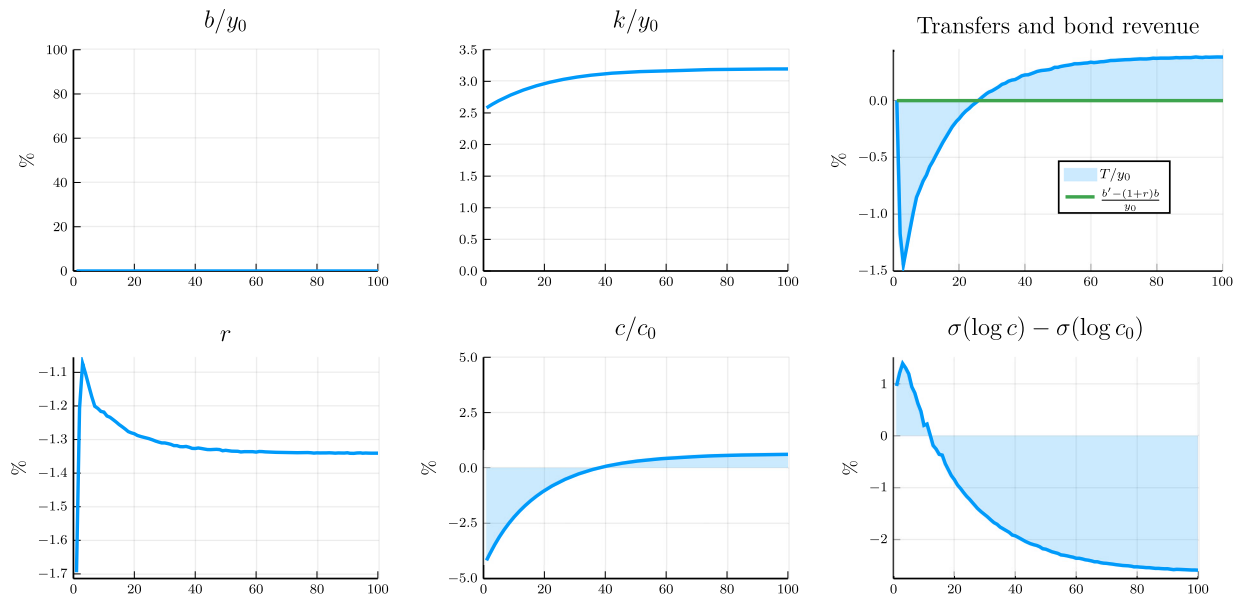 b/y₀
100
80
60
40
20
0
%
0 20 40 60 80 100
k/y₀
3.5
3.0
2.5
2.0
1.5
1.0
0.5
0.0
0 20 40 60 80 100
Transfers and bond revenue
0.0
−0.5
−1.0
−1.5
%
T/y₀
b′−(1+r)b / y₀
0 20 40 60 80 100
r
−1.1
−1.2
−1.3
−1.4
−1.5
−1.6
−1.7
%
0 20 40 60 80 100
c/c₀
5.0
2.5
0.0
−2.5
−5.0
%
0 20 40 60 80 100
σ(log c) − σ(log c₀)
1
0
−1
−2
%
0 20 40 60 80 100